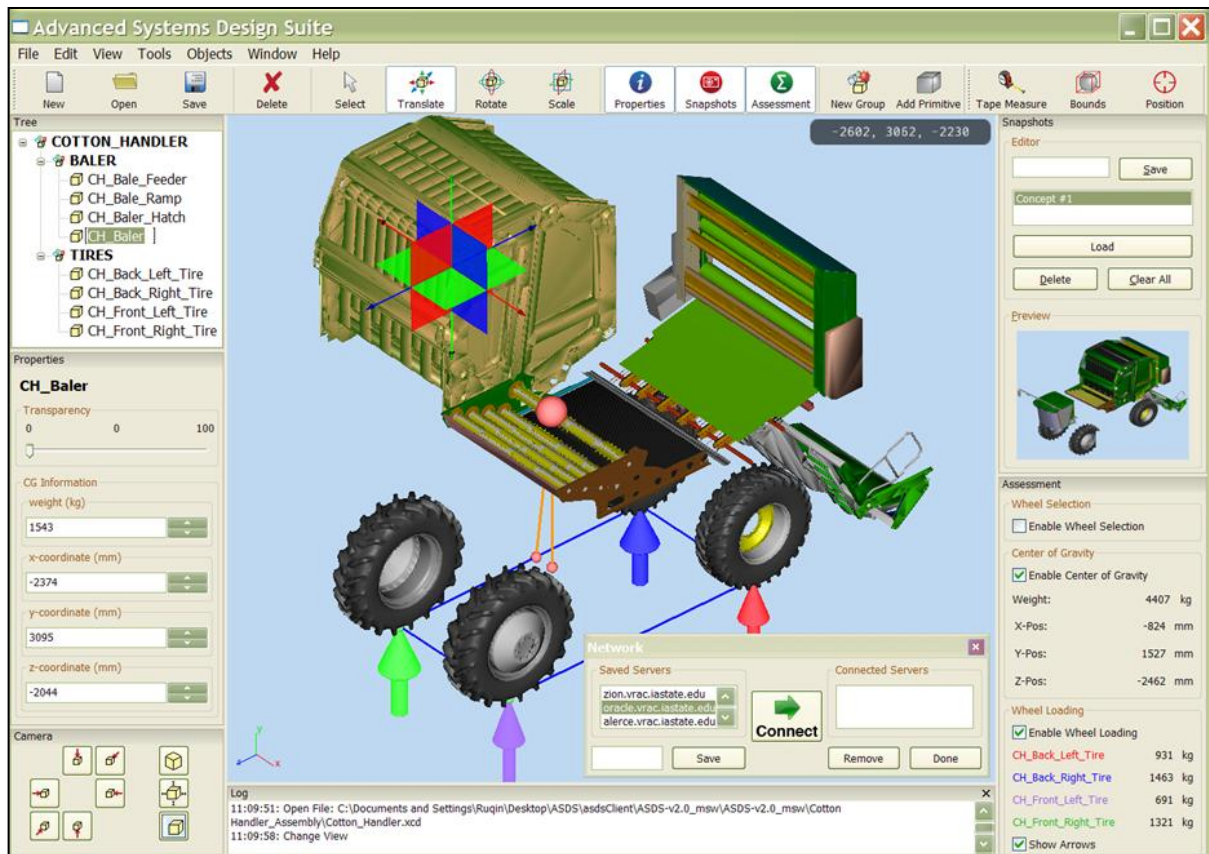 Advanced Systems Design Suite
File Edit View Tools Objects Window Help
New Open Save Delete Select Translate Rotate Scale Properties Snapshots Assessment New Group Add Primitive Tape Measure Bounds Position
Tree
COTTON_HANDLER
BALER
CH_Bale_Feeder
CH_Bale_Ramp
CH_Baler_Hatch
CH_Baler
TIRES
CH_Back_Left_Tire
CH_Back_Right_Tire
CH_Front_Left_Tire
CH_Front_Right_Tire
Properties
CH_Baler
Transparency
0 0 100
CG Information
weight (kg)
1543
x-coordinate (mm)
-2374
y-coordinate (mm)
3095
z-coordinate (mm)
-2044
Camera
-2602, 3062, -2230
y
z x
Network
Saved Servers
zion.vrac.iastate.edu
oracle.vrac.iastate.edu
alerce.vrac.iastate.edu
Save
Connect
Connected Servers
Remove Done
Log
11:09:51: Open File: C:\Documents and Settings\Ruqin\Desktop\ASDS\asdsClient\ASDS-v2.0_msw\ASDS-v2.0_msw\Cotton
Handler_Assembly\Cotton_Handler.xcd
11:09:58: Change View
Snapshots
Editor
Save
Concept #1
Load
Delete Clear All
Preview
Assessment
Wheel Selection
Enable Wheel Selection
Center of Gravity
Enable Center of Gravity
Weight: 4407 kg
X-Pos: -824 mm
Y-Pos: 1527 mm
Z-Pos: -2462 mm
Wheel Loading
Enable Wheel Loading
CH_Back_Left_Tire 931 kg
CH_Back_Right_Tire 1463 kg
CH_Front_Left_Tire 691 kg
CH_Front_Right_Tire 1321 kg
Show Arrows